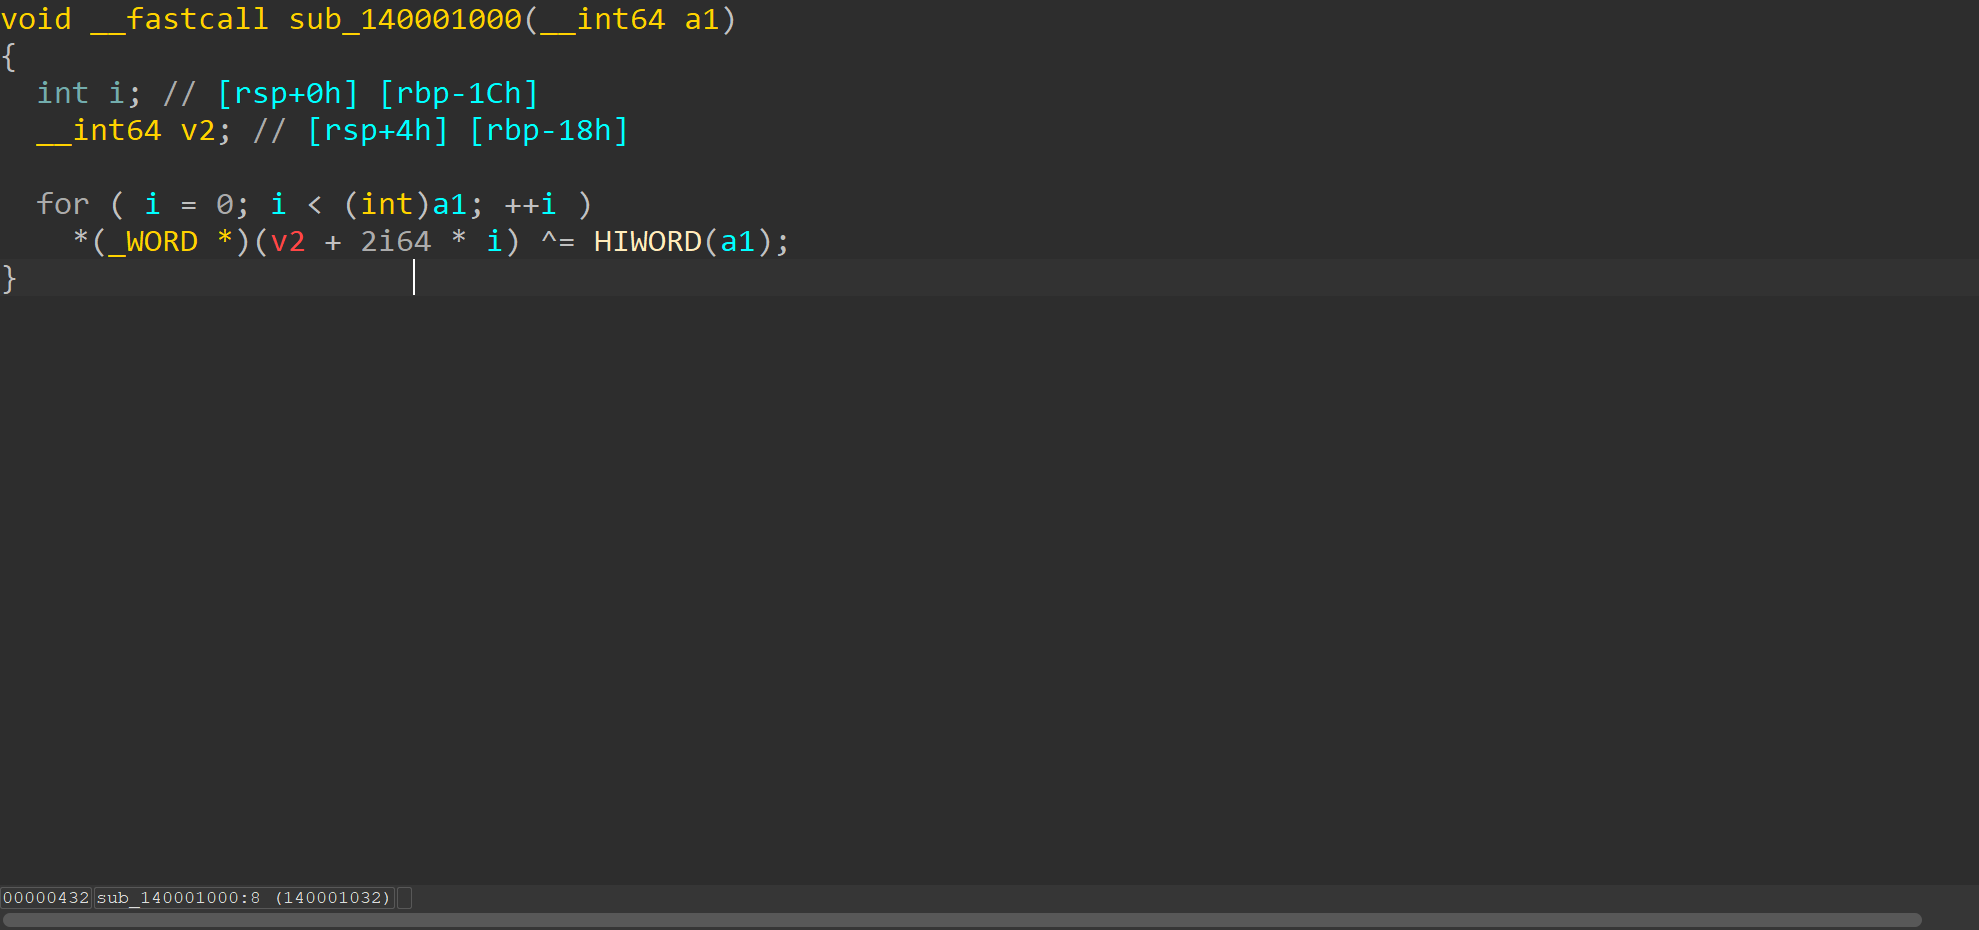 void __fastcall sub_140001000(__int64 a1)
{
  int i; // [rsp+0h] [rbp-1Ch]
  __int64 v2; // [rsp+4h] [rbp-18h]

  for ( i = 0; i < (int)a1; ++i )
    *(_WORD *)(v2 + 2i64 * i) ^= HIWORD(a1);
}
00000432 sub_140001000:8 (140001032)